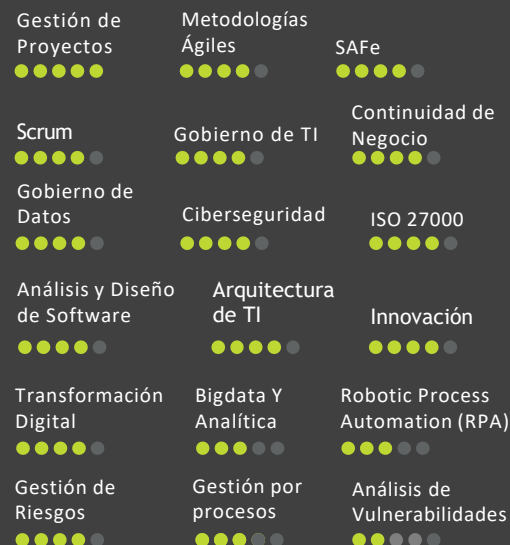 Gestión de
Proyectos
Metodologías
Ágiles
SAFe
Scrum
Gobierno de TI
Continuidad de
Negocio
Gobierno de
Datos
Ciberseguridad
ISO 27000
Análisis y Diseño
de Software
Arquitectura
de TI
Innovación
Transformación
Digital
Bigdata Y
Analítica
Robotic Process
Automation (RPA)
Gestión de
Riesgos
Gestión por
procesos
Análisis de
Vulnerabilidades